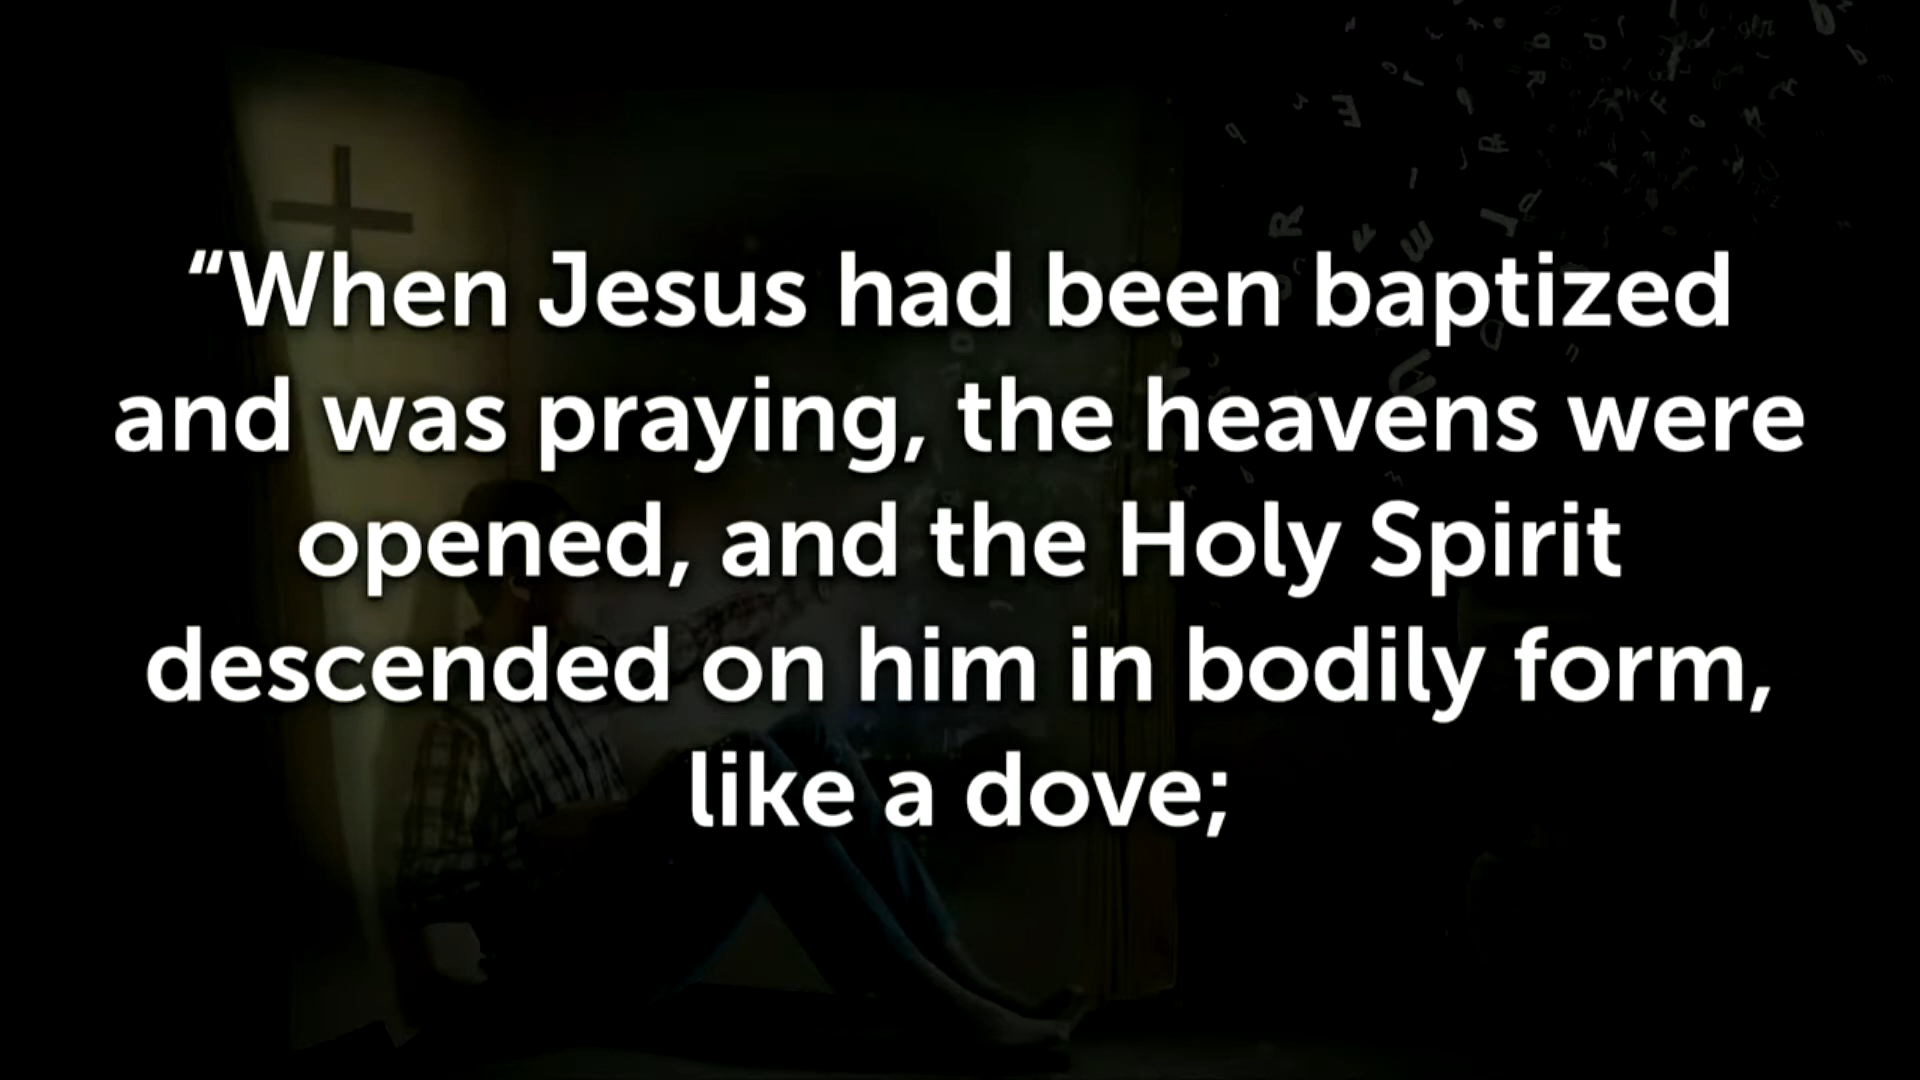 “When Jesus had been baptized
and was praying, the heavens were
opened, and the Holy Spirit
descended on him in bodily form,
like a dove;